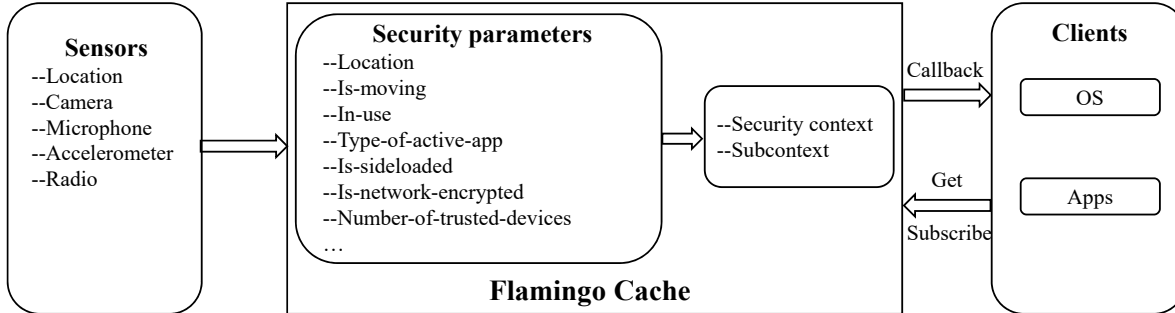 Sensors
--Location
--Camera
--Microphone
--Accelerometer
--Radio
Security parameters
--Location
--Is-moving
--In-use
--Type-of-active-app
--Is-sideloaded
--Is-network-encrypted
--Number-of-trusted-devices
…
--Security context
--Subcontext
Flamingo Cache
Callback
Get
Subscribe
Clients
OS
Apps